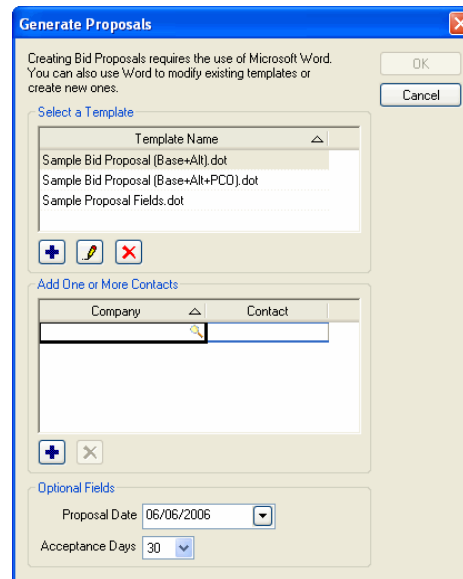 Generate Proposals
Creating Bid Proposals requires the use of Microsoft Word.
You can also use Word to modify existing templates or
create new ones.
OK
Cancel
Select a Template
Template Name
Sample Bid Proposal (Base+Alt).dot
Sample Bid Proposal (Base+Alt+PCO).dot
Sample Proposal Fields.dot
Add One or More Contacts
Company Contact
Optional Fields
Proposal Date 06/06/2006
Acceptance Days 30